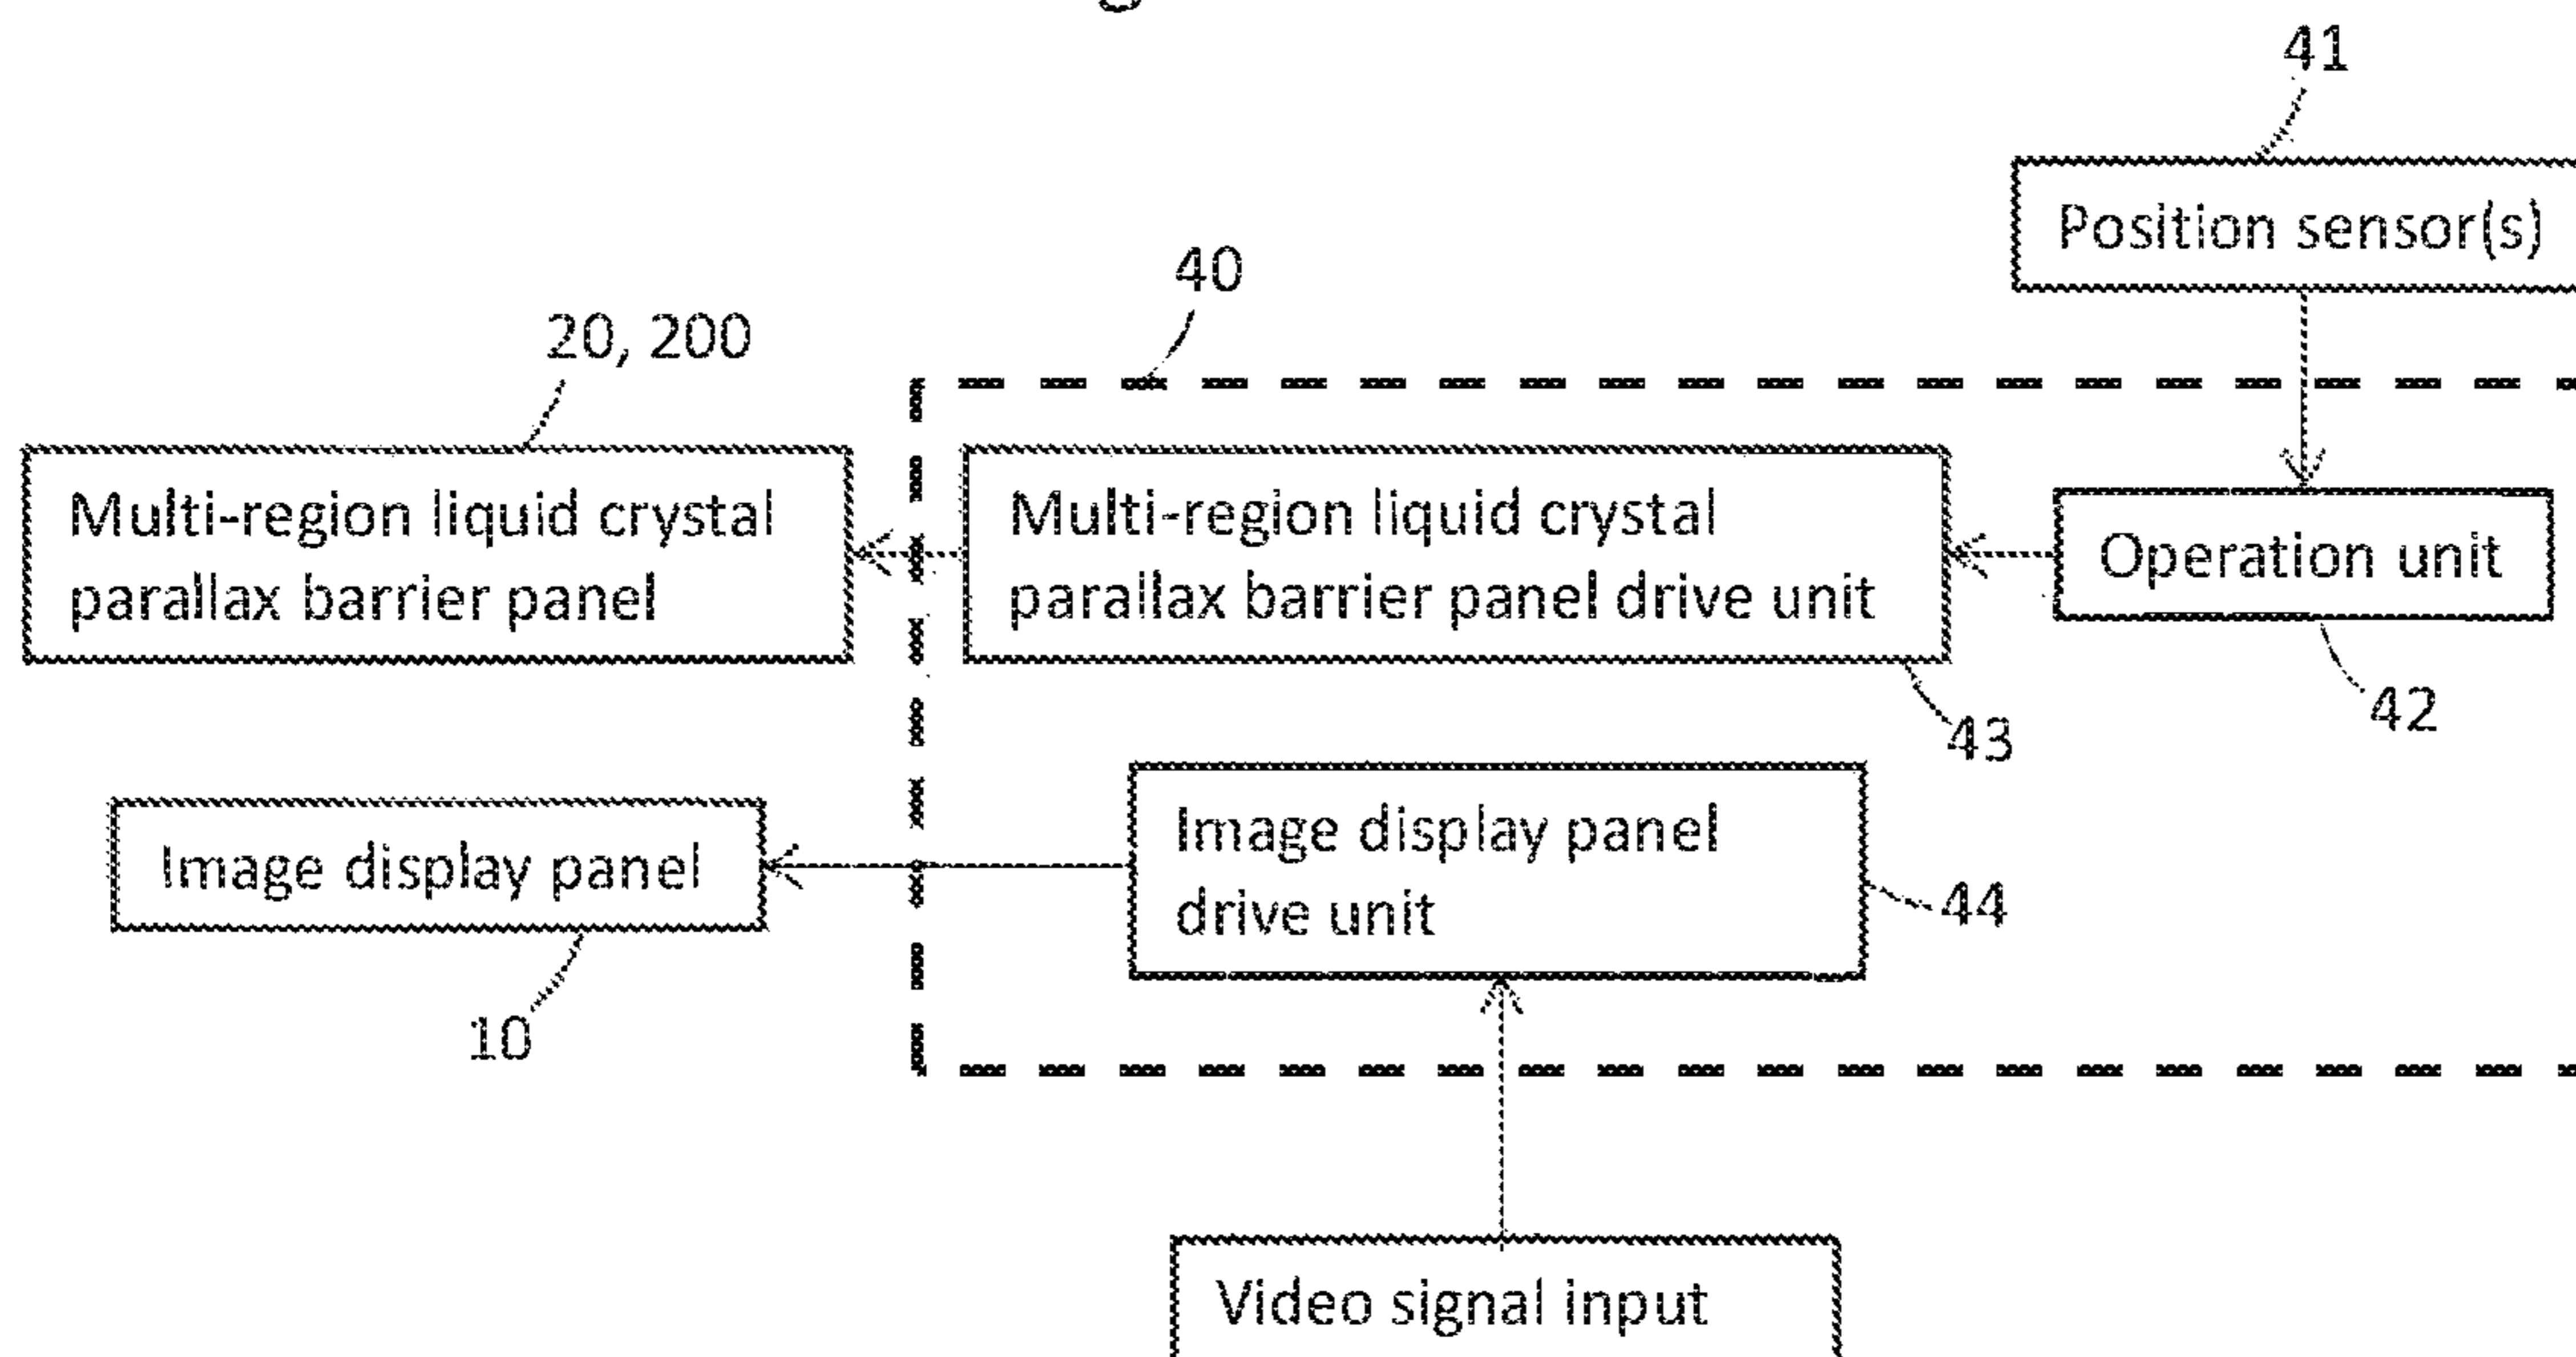 41
Position sensor(s)
40
20, 200
Multi-region liquid crystal
parallax barrier panel
Multi-region liquid crystal
parallax barrier panel drive unit
Operation unit
42
43
Image display panel
Image display panel
drive unit
44
10
Video signal input